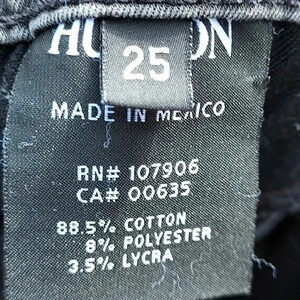 25
MADE IN MEXICO
RN# 107906
CA# 00635
88.5% COTTON
8% POLYESTER
3.5% LYCRA